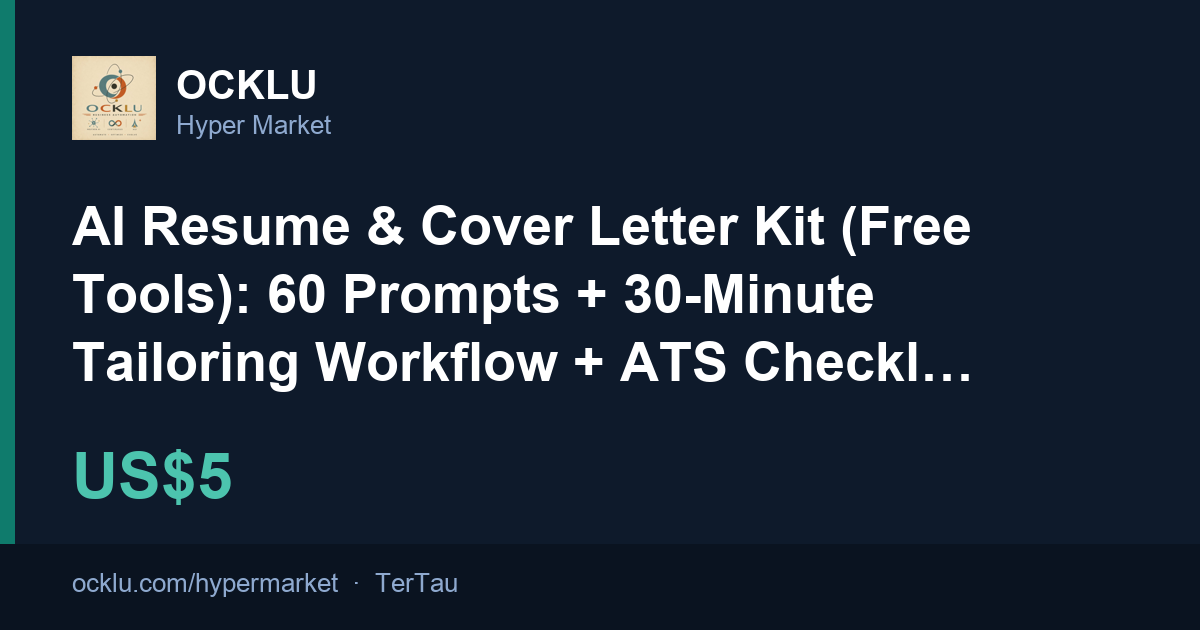 OCKLU
OCKLU
Hyper Market
AI Resume & Cover Letter Kit (Free
Tools): 60 Prompts + 30-Minute
Tailoring Workflow + ATS Checkl…
US$5
ocklu.com/hypermarket · TerTau